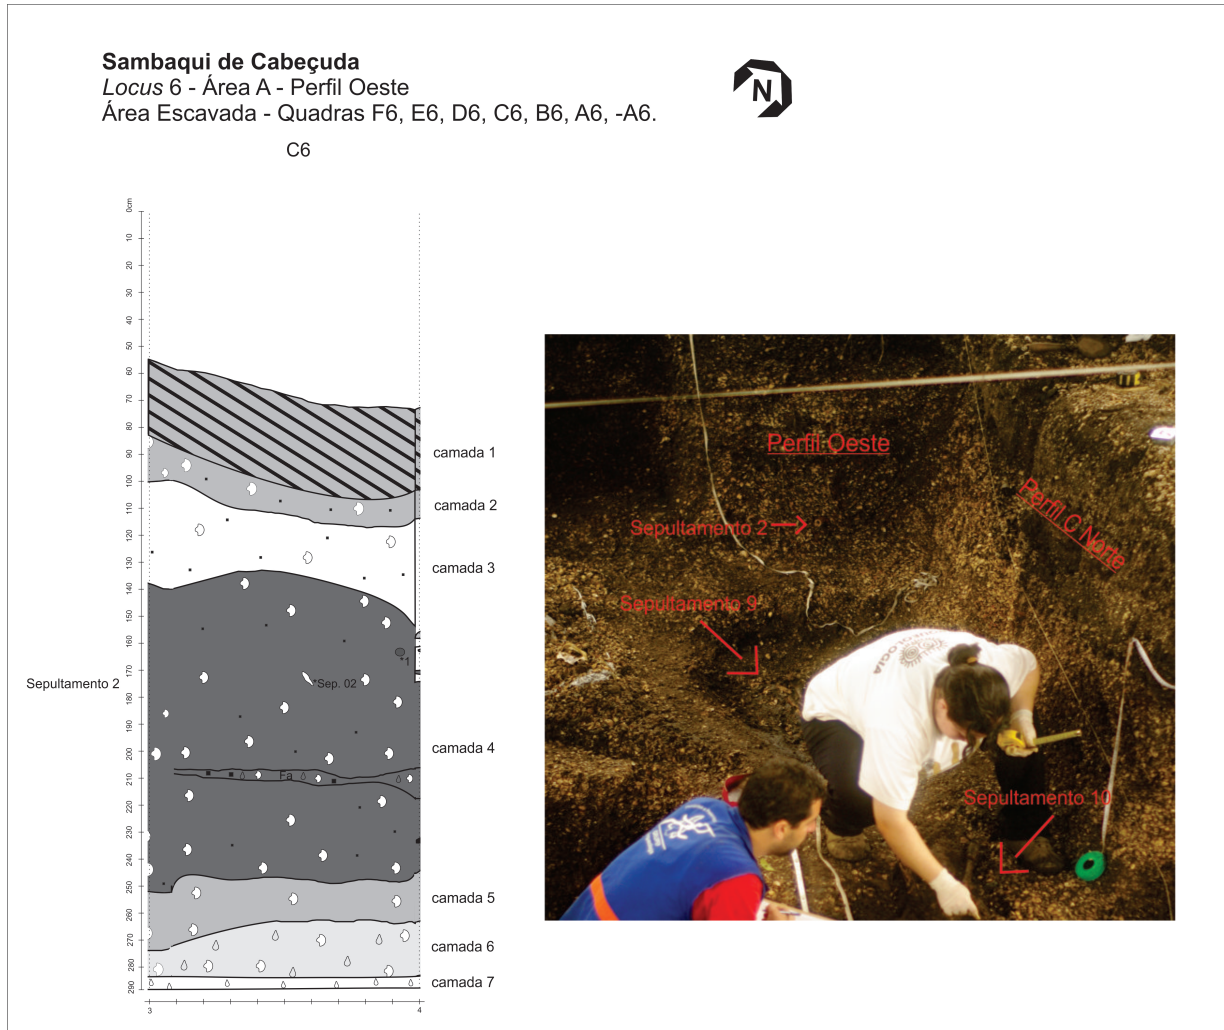 Sambaqui de Cabeçuda
Locus 6 - Área A - Perfil Oeste
Área Escavada - Quadras F6, E6, D6, C6, B6, A6, -A6.
N
C6
0cm
10
20
30
40
50
60
70
80
90
100
110
120
130
140
150
160
170
180
190
200
210
220
230
240
250
260
270
280
290
3
4
camada 1
camada 2
camada 3
camada 4
camada 5
camada 6
camada 7
Sepultamento 2
1
Sep. 02
Fa
Perfil Oeste
Perfil C Norte
Sepultamento 2
Sepultamento 9
Sepultamento 10